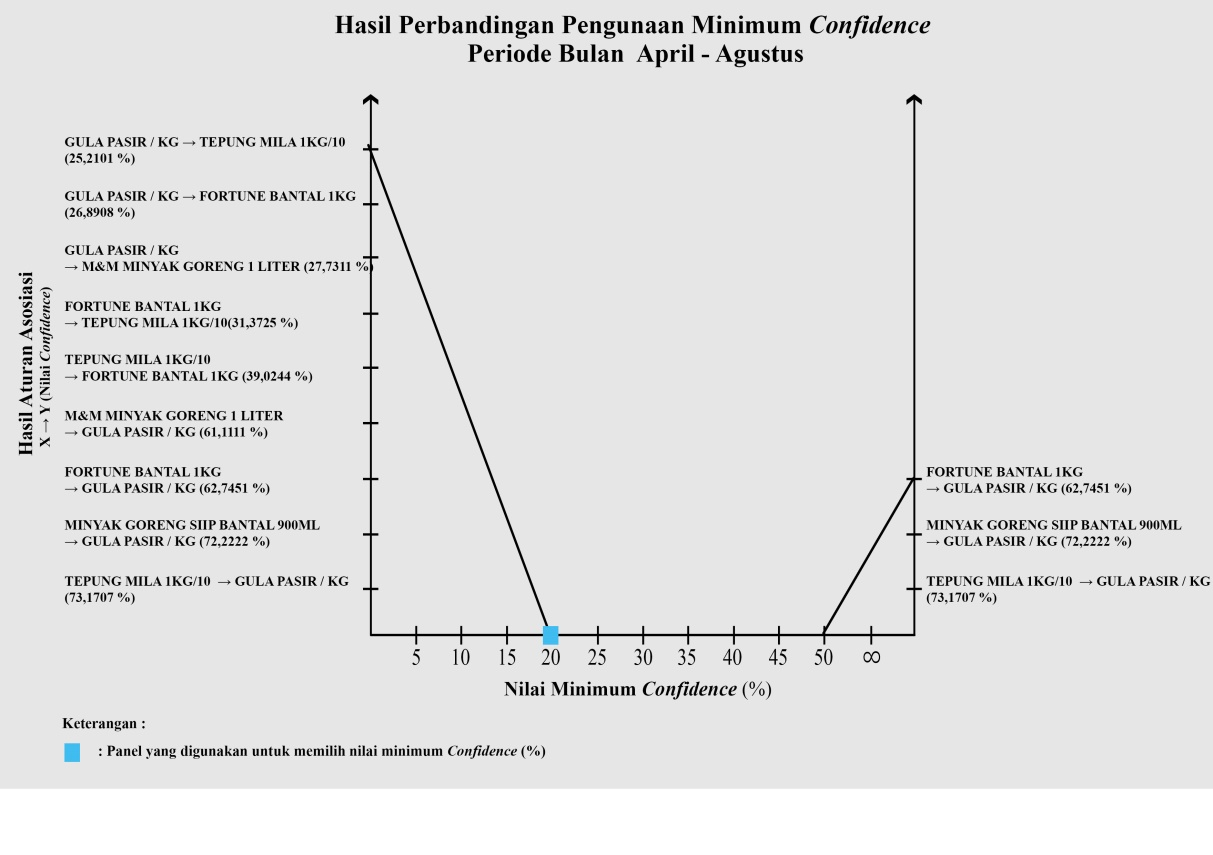 Hasil Perbandingan Pengunaan Minimum Confidence
Periode Bulan April - Agustus
Hasil Aturan Asosiasi
X → Y (Nilai Confidence)
GULA PASIR / KG → TEPUNG MILA 1KG/10
(25,2101 %)
GULA PASIR / KG → FORTUNE BANTAL 1KG
(26,8908 %)
GULA PASIR / KG
→ M&M MINYAK GORENG 1 LITER (27,7311 %)
FORTUNE BANTAL 1KG
→ TEPUNG MILA 1KG/10(31,3725 %)
TEPUNG MILA 1KG/10
→ FORTUNE BANTAL 1KG (39,0244 %)
M&M MINYAK GORENG 1 LITER
→ GULA PASIR / KG (61,1111 %)
FORTUNE BANTAL 1KG
→ GULA PASIR / KG (62,7451 %)
MINYAK GORENG SIIP BANTAL 900ML
→ GULA PASIR / KG (72,2222 %)
TEPUNG MILA 1KG/10 → GULA PASIR / KG
(73,1707 %)
FORTUNE BANTAL 1KG
→ GULA PASIR / KG (62,7451 %)
MINYAK GORENG SIIP BANTAL 900ML
→ GULA PASIR / KG (72,2222 %)
TEPUNG MILA 1KG/10 → GULA PASIR / KG
(73,1707 %)
5 10 15 20 25 30 35 40 45 50 ∞
Nilai Minimum Confidence (%)
Keterangan :
: Panel yang digunakan untuk memilih nilai minimum Confidence (%)